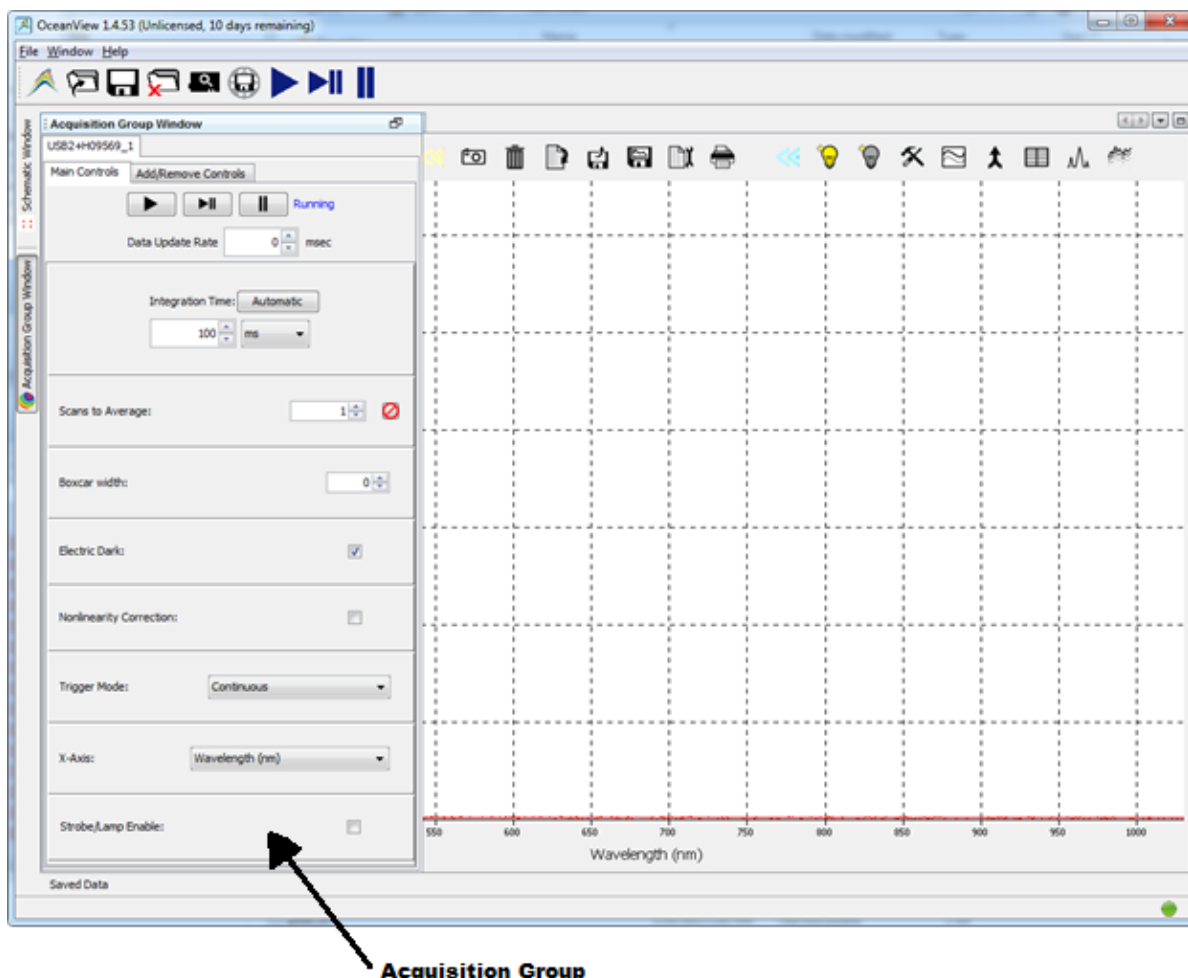 OceanView 1.4.53 (Unlicensed, 10 days remaining)
File Window Help
Schematic Window
Acquisition Group Window
Acquisition Group Window
USB2+H09569_1
Main Controls Add/Remove Controls
Running
Data Update Rate 0 msec
Integration Time: Automatic
100 ms
Scans to Average: 1
Boxcar width: 0
Electric Dark:
Nonlinearity Correction:
Trigger Mode: Continuous
X-Axis: Wavelength (nm)
Strobe/Lamp Enable:
550 600 650 700 750 800 850 900 950 1000
Wavelength (nm)
Saved Data
Acquisition Group